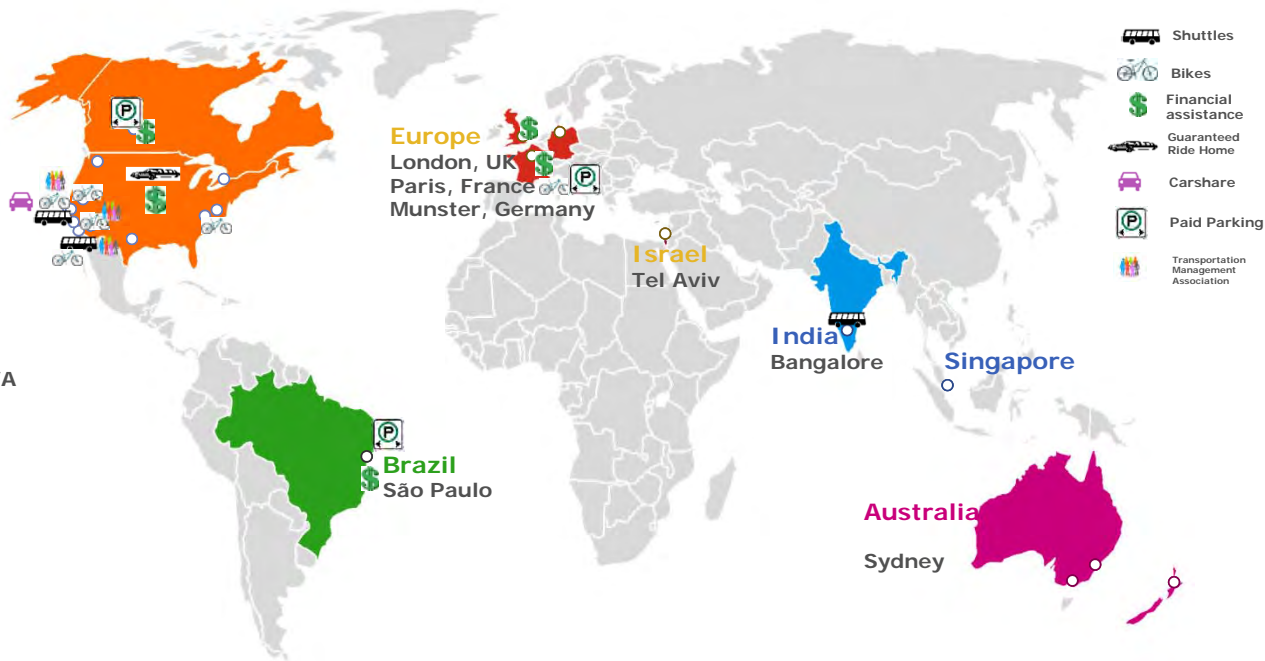 Shuttles
Bikes
Financial
assistance
Guaranteed
Ride Home
Carshare
Paid Parking
Transportation
Management
Association
P
Europe
London, UK
Paris, France
Munster, Germany
P
Israel
Tel Aviv
India
Bangalore
Singapore
/A
P
Brazil
São Paulo
Australia
Sydney
P
$
$
$
$
$